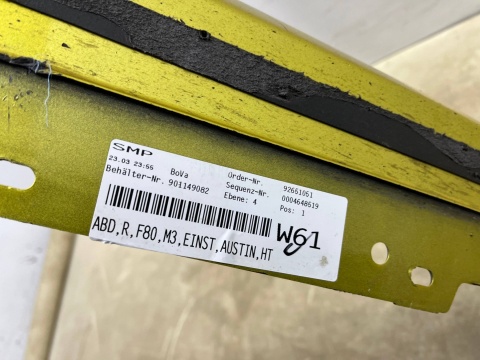 SMP
23.03 23:55 BoVa Order-Nr. 92651051
Behälter-Nr. 901149082 Sequenz-Nr. 0004648619
Ebene: 4 Pos: 1
W61
ABD,R,F80,M3,EINST,AUSTIN,HT